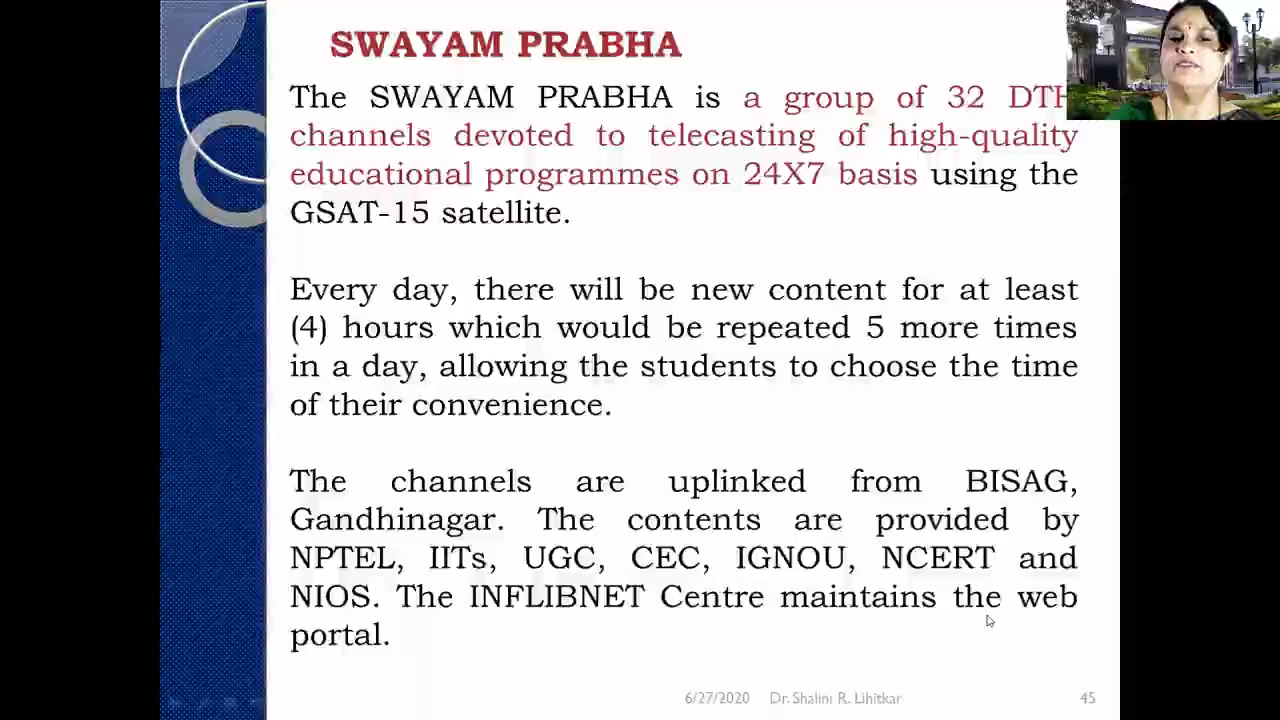 SWAYAM PRABHA
The SWAYAM PRABHA is a group of 32 DTH
channels devoted to telecasting of high-quality
educational programmes on 24X7 basis using the
GSAT-15 satellite.
Every day, there will be new content for at least
(4) hours which would be repeated 5 more times
in a day, allowing the students to choose the time
of their convenience.
The channels are uplinked from BISAG,
Gandhinagar. The contents are provided by
NPTEL, IITs, UGC, CEC, IGNOU, NCERT and
NIOS. The INFLIBNET Centre maintains the web
portal.
6/27/2020 Dr. Shalini R. Lihitkar 45